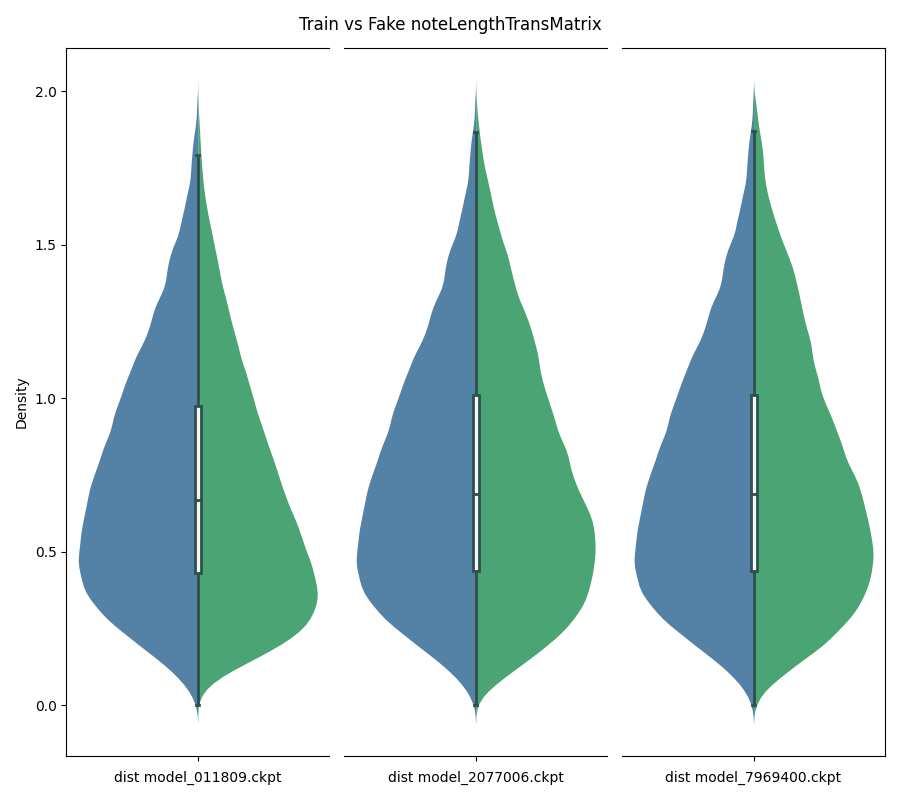 Train vs Fake noteLengthTransMatrix
2.0
1.5
1.0
0.5
0.0
Density
dist model_011809.ckpt
dist model_2077006.ckpt
dist model_7969400.ckpt